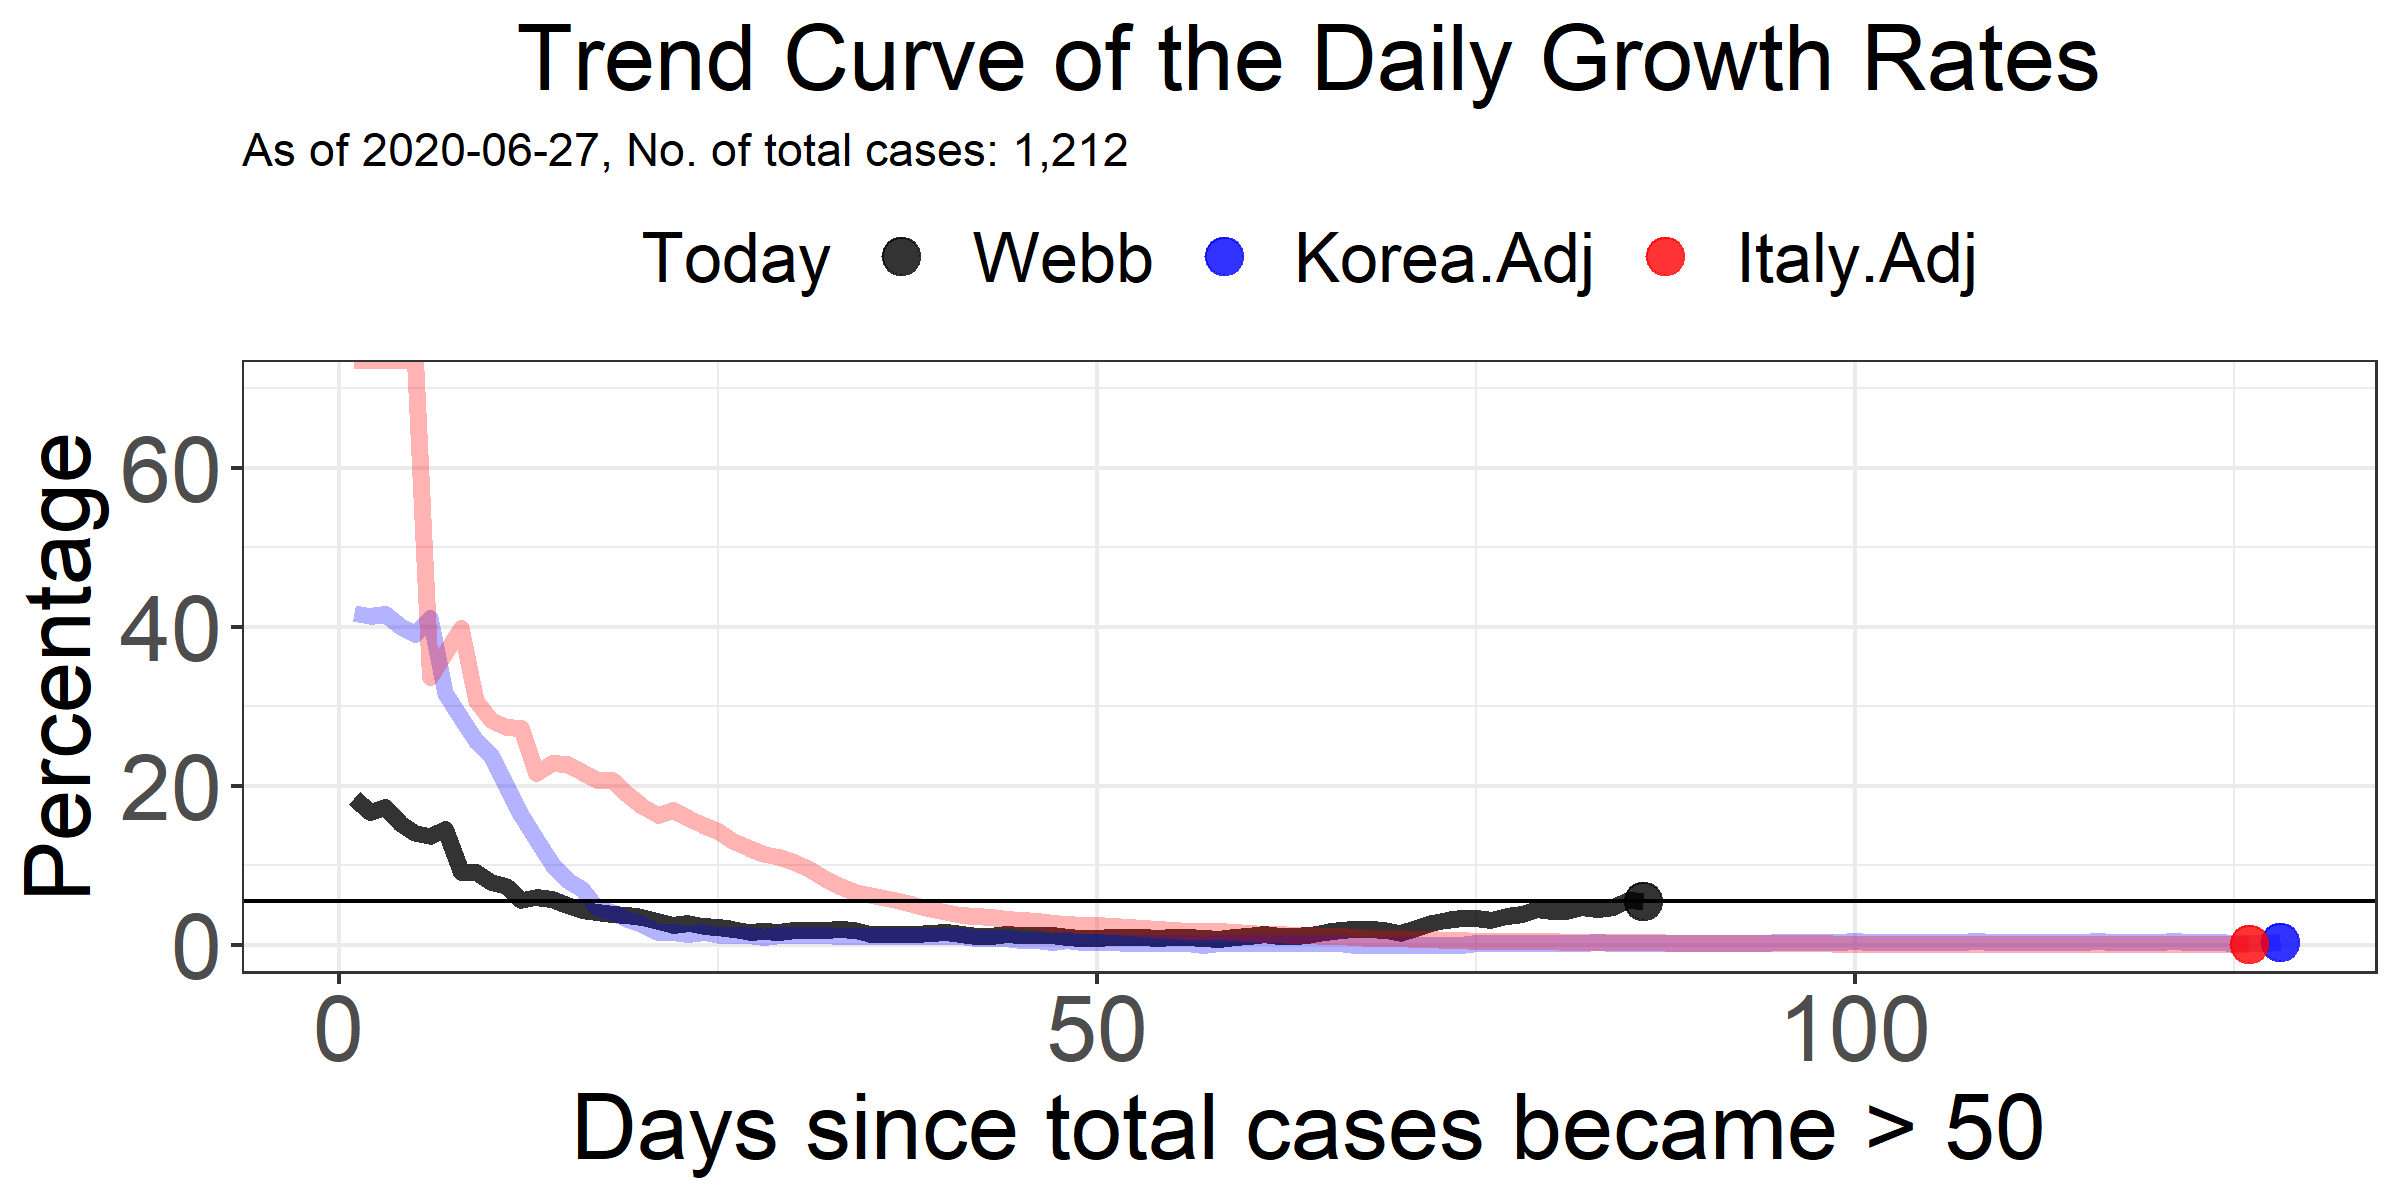 Trend Curve of the Daily Growth Rates
As of 2020-06-27, No. of total cases: 1,212
Today Webb Korea.Adj Italy.Adj
Percentage
60
40
20
0
0 50 100
Days since total cases became > 50